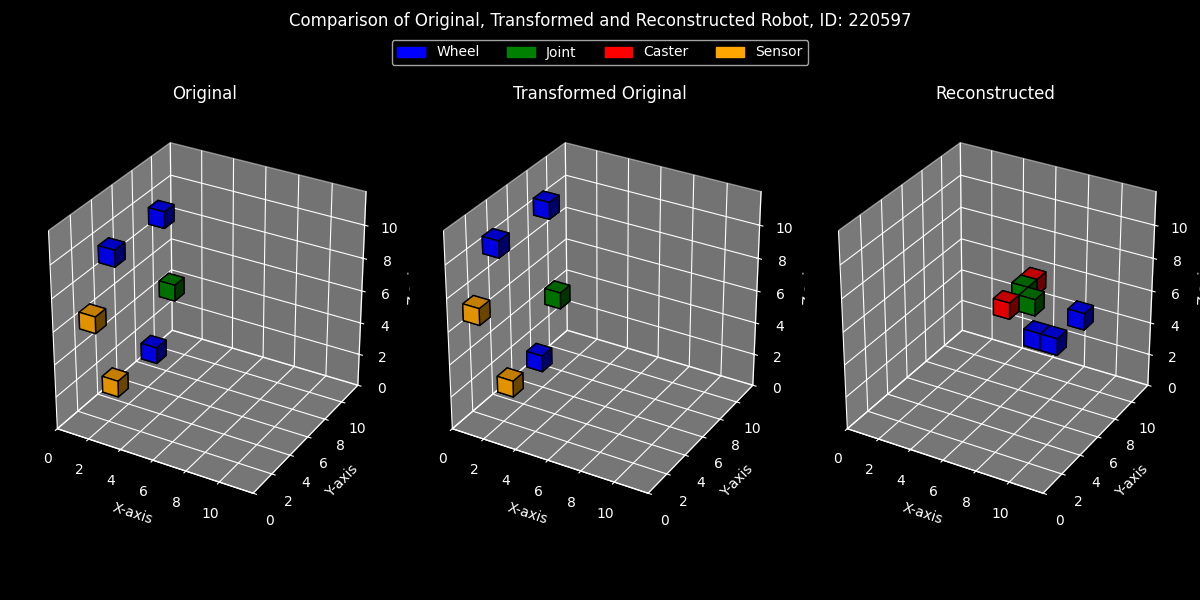 Comparison of Original, Transformed and Reconstructed Robot, ID: 220597
Wheel Joint Caster Sensor
Original Transformed Original Reconstructed
10 10 10
8 8 8
6 6 6
4 4 4
2 2 2
0 0 0
10 10 10
8 8 8
0 6 0 6 0 6
2 4 2 4 2 4
4 2 4 2 4 2
6 0 6 0 6 0
8 8 8
10 10 10
X-axis Y-axis X-axis Y-axis X-axis Y-axis